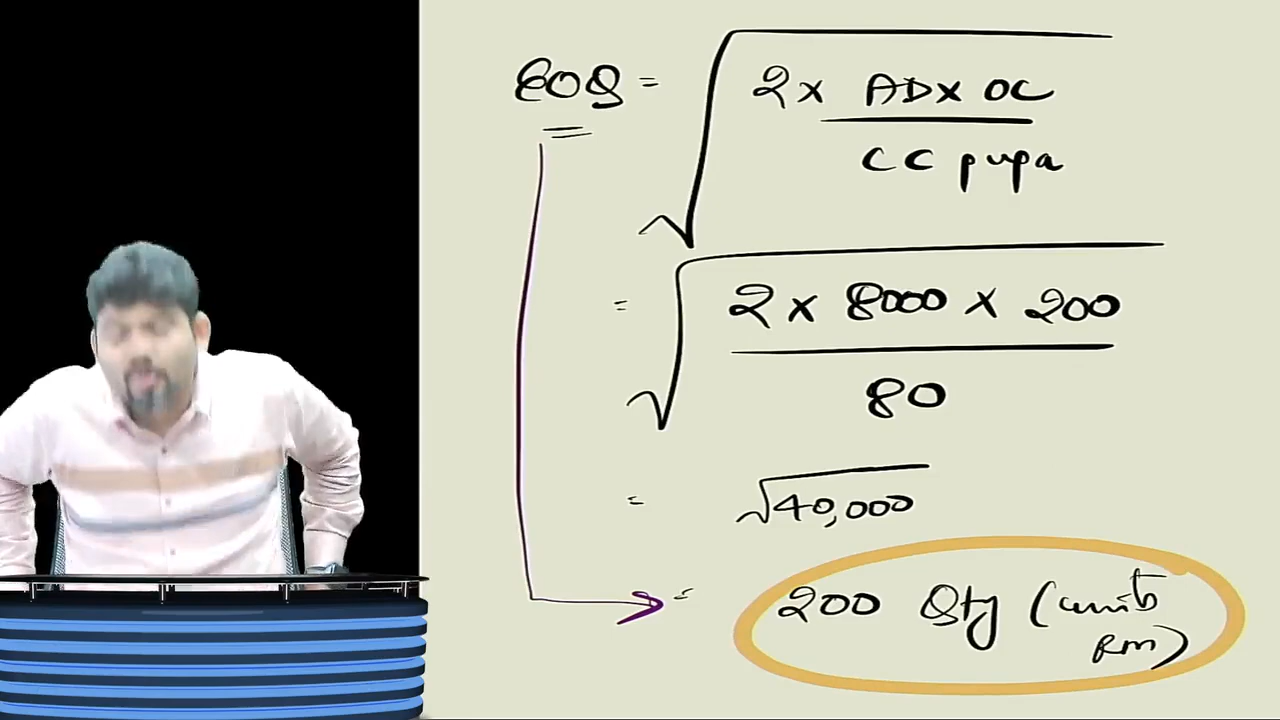 EOQ = √ 2 x AD x OC
CC pupa
= √ 2 x 8000 x 200
80
= √40,000
= 200 Qty (units
RM)